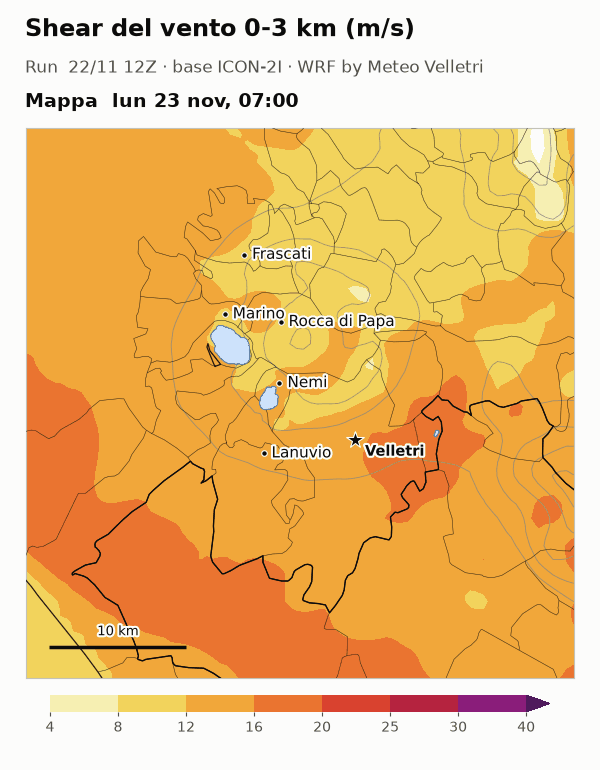 Shear del vento 0-3 km (m/s)
Run  22/11 12Z · base ICON-2I · WRF by Meteo Velletri
Mappa  lun 23 nov, 07:00
Frascati
Marino
Rocca di Papa
Nemi
Velletri
Lanuvio
10 km
4 8 12 16 20 25 30 40